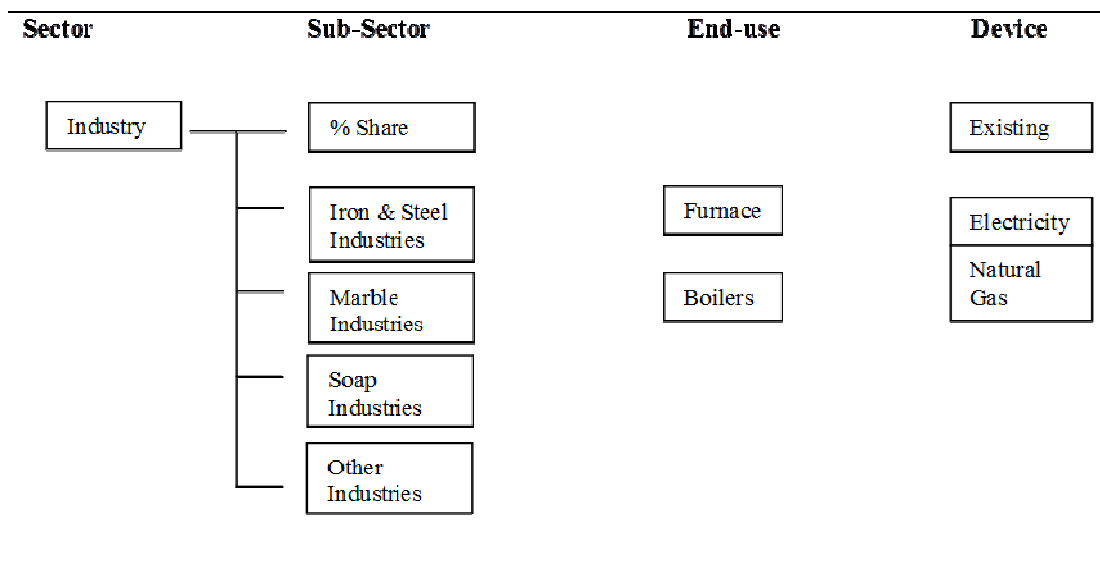 Sector Sub-Sector End-use Device
Industry % Share Existing
Iron & Steel
Industries
Furnace
Electricity
Marble
Industries
Boilers
Natural
Gas
Soap
Industries
Other
Industries